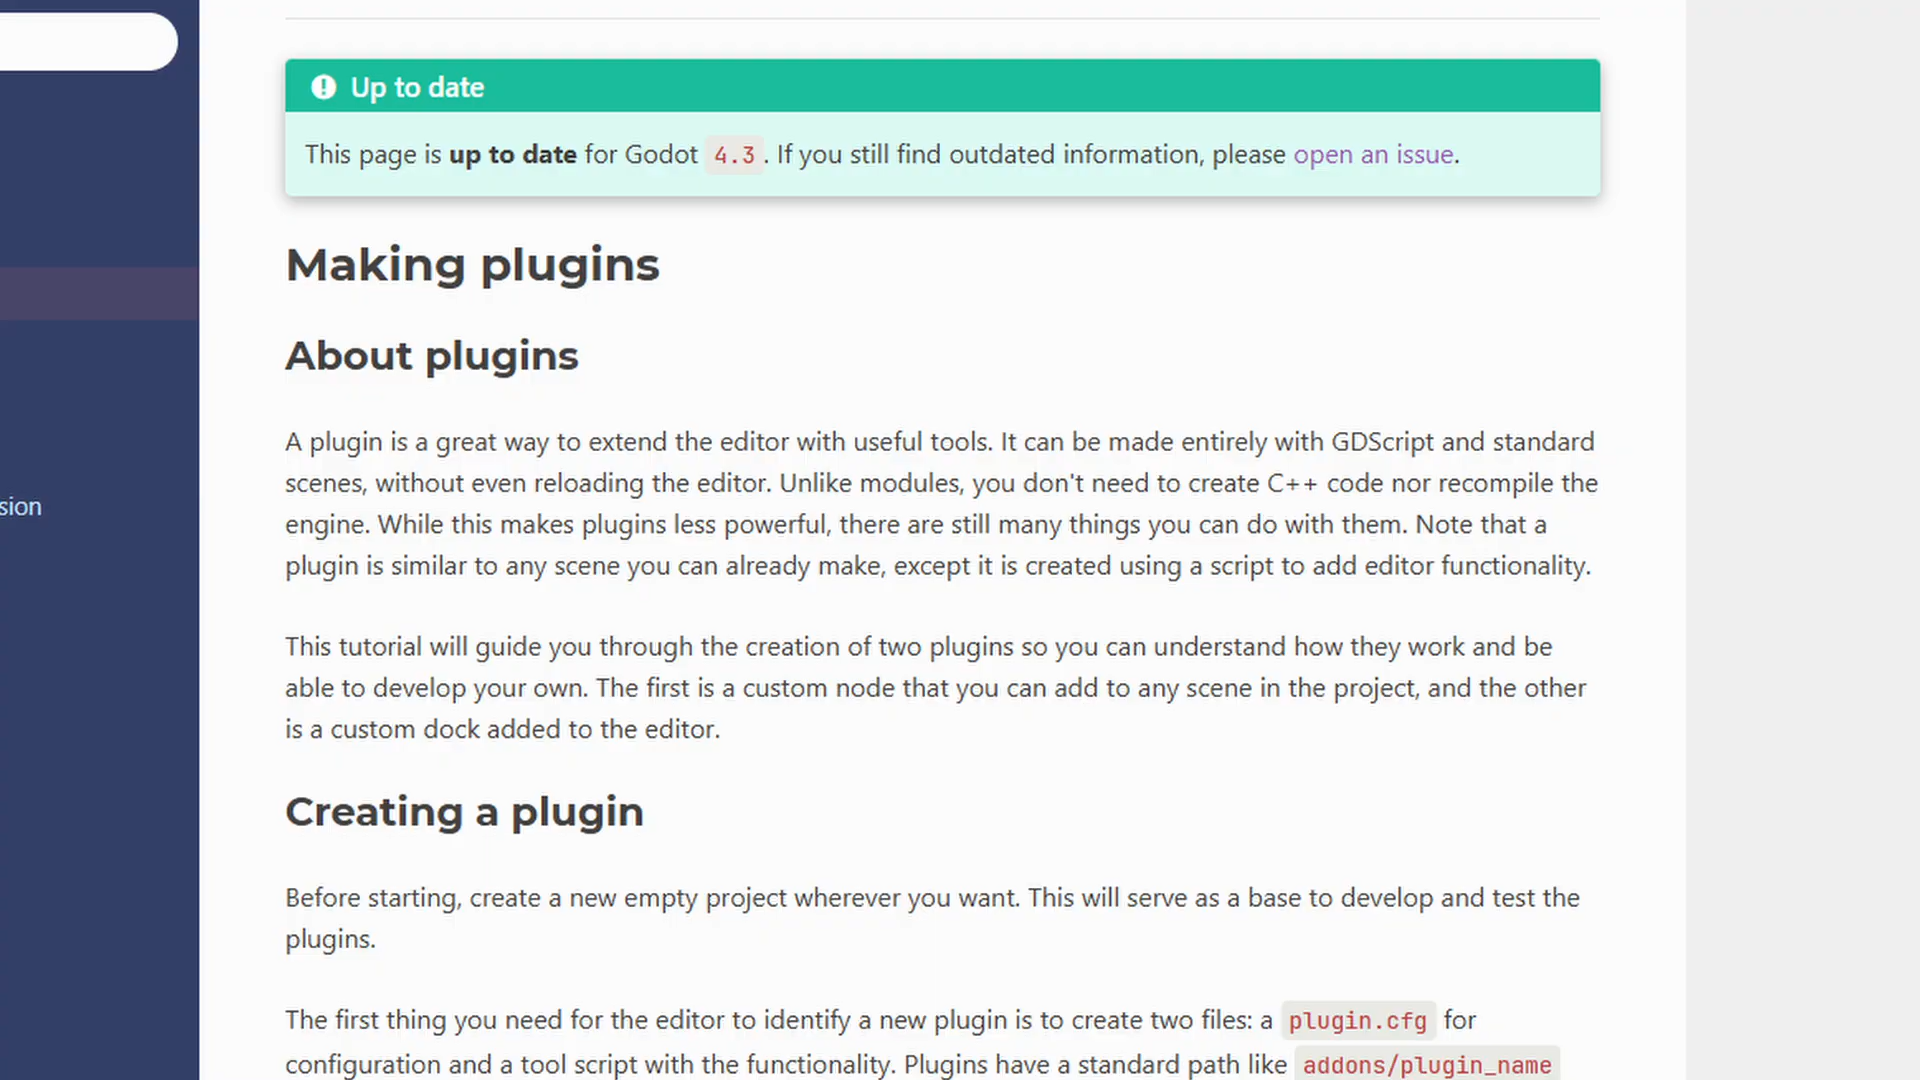 Up to date
This page is up to date for Godot 4.3. If you still find outdated information, please open an issue.
Making plugins
About plugins
A plugin is a great way to extend the editor with useful tools. It can be made entirely with GDScript and standard
scenes, without even reloading the editor. Unlike modules, you don't need to create C++ code nor recompile the
engine. While this makes plugins less powerful, there are still many things you can do with them. Note that a
plugin is similar to any scene you can already make, except it is created using a script to add editor functionality.
sion
This tutorial will guide you through the creation of two plugins so you can understand how they work and be
able to develop your own. The first is a custom node that you can add to any scene in the project, and the other
is a custom dock added to the editor.
Creating a plugin
Before starting, create a new empty project wherever you want. This will serve as a base to develop and test the
plugins.
The first thing you need for the editor to identify a new plugin is to create two files: a plugin.cfg for
configuration and a tool script with the functionality. Plugins have a standard path like addons/plugin_name